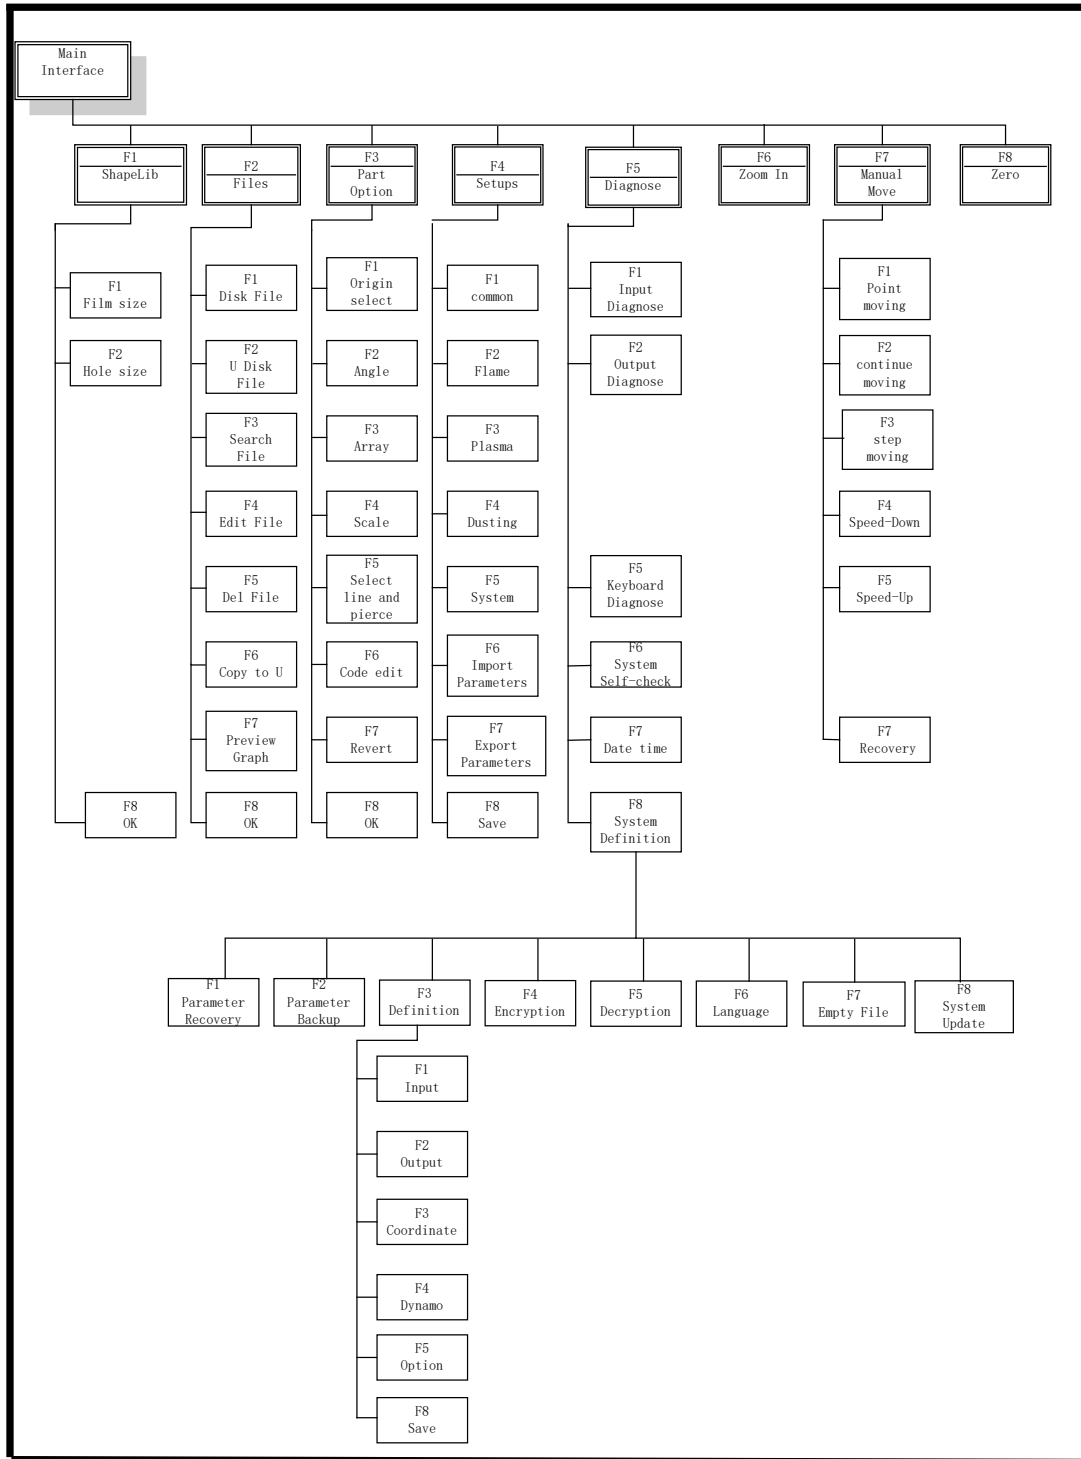 Main
Interface
F1
ShapeLib
F2
Files
F3
Part
Option
F4
Setups
F5
Diagnose
F6
Zoom In
F7
Manual
Move
F8
Zero
F1
Film size
F2
Hole size
F8
OK
F1
Disk File
F2
U Disk
File
F3
Search
File
F4
Edit File
F5
Del File
F6
Copy to U
F7
Preview
Graph
F8
OK
F1
Origin
select
F2
Angle
F3
Array
F4
Scale
F5
Select
line and
pierce
F6
Code edit
F7
Revert
F8
OK
F1
common
F2
Flame
F3
Plasma
F4
Dusting
F5
System
F6
Import
Parameters
F7
Export
Parameters
F8
Save
F1
Input
Diagnose
F2
Output
Diagnose
F5
Keyboard
Diagnose
F6
System
Self-check
F7
Date time
F8
System
Definition
F1
Point
moving
F2
continue
moving
F3
step
moving
F4
Speed-Down
F5
Speed-Up
F7
Recovery
F1
Parameter
Recovery
F2
Parameter
Backup
F3
Definition
F4
Encryption
F5
Decryption
F6
Language
F7
Empty File
F8
System
Update
F1
Input
F2
Output
F3
Coordinate
F4
Dynamo
F5
Option
F8
Save